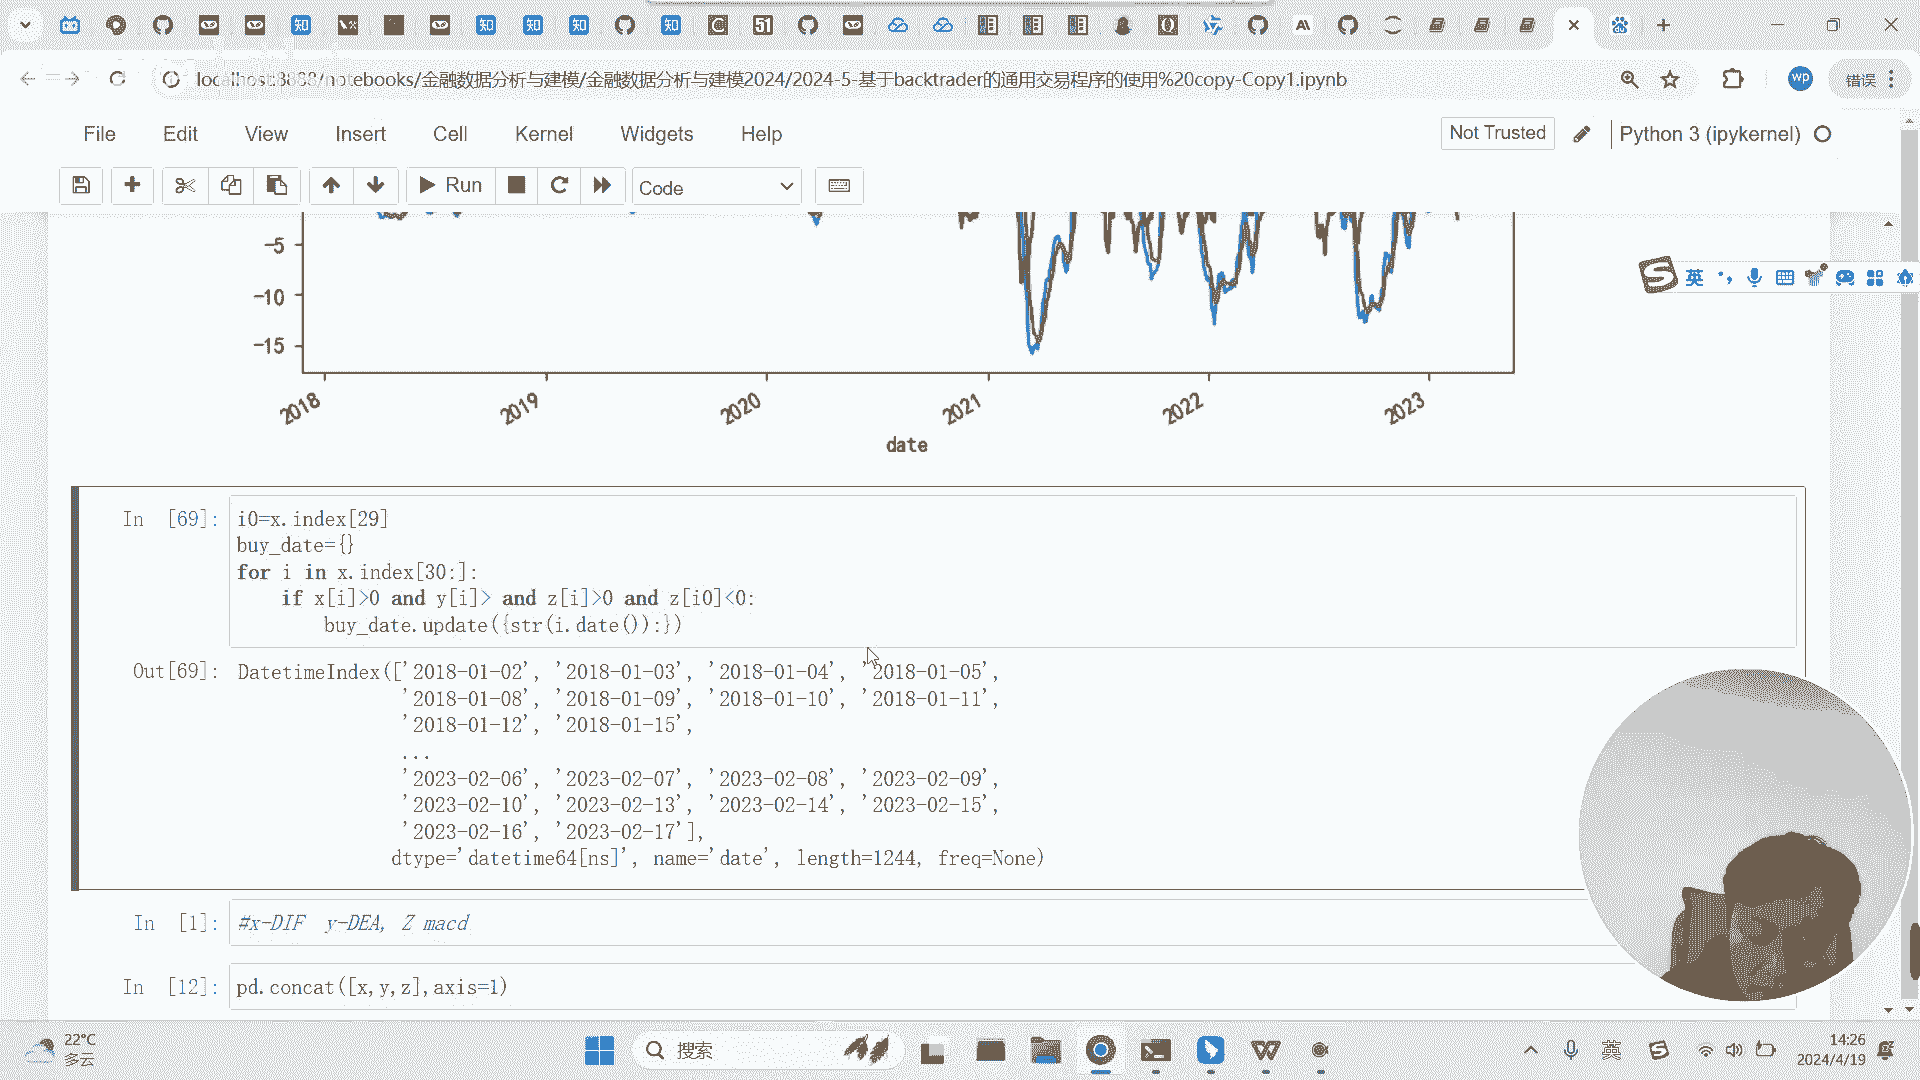 localhost:8888/notebooks/金融数据分析与建模/金融数据分析与建模2024/2024-5-基于backtrader的通用交易程序的使用%20copy-Copy1.ipynb
wp
错误
File Edit View Insert Cell Kernel Widgets Help
Not Trusted
Python 3 (ipykernel)
Run
Code
英
-5
-10
-15
2018 2019 2020 2021 2022 2023
date
In [69]:
i0=x.index[29]
buy_date={}
for i in x.index[30:]:
if x[i]>0 and y[i]> and z[i]>0 and z[i0]<0:
buy_date.update({str(i.date()):})
Out[69]: DatetimeIndex(['2018-01-02', '2018-01-03', '2018-01-04', '2018-01-05',
'2018-01-08', '2018-01-09', '2018-01-10', '2018-01-11',
'2018-01-12', '2018-01-15',
...
'2023-02-06', '2023-02-07', '2023-02-08', '2023-02-09',
'2023-02-10', '2023-02-13', '2023-02-14', '2023-02-15',
'2023-02-16', '2023-02-17'],
dtype='datetime64[ns]', name='date', length=1244, freq=None)
In [1]: #x-DIF y-DEA, Z macd
In [12]: pd.concat([x,y,z],axis=1)
22°C
多云
搜索
英
14:26
2024/4/19